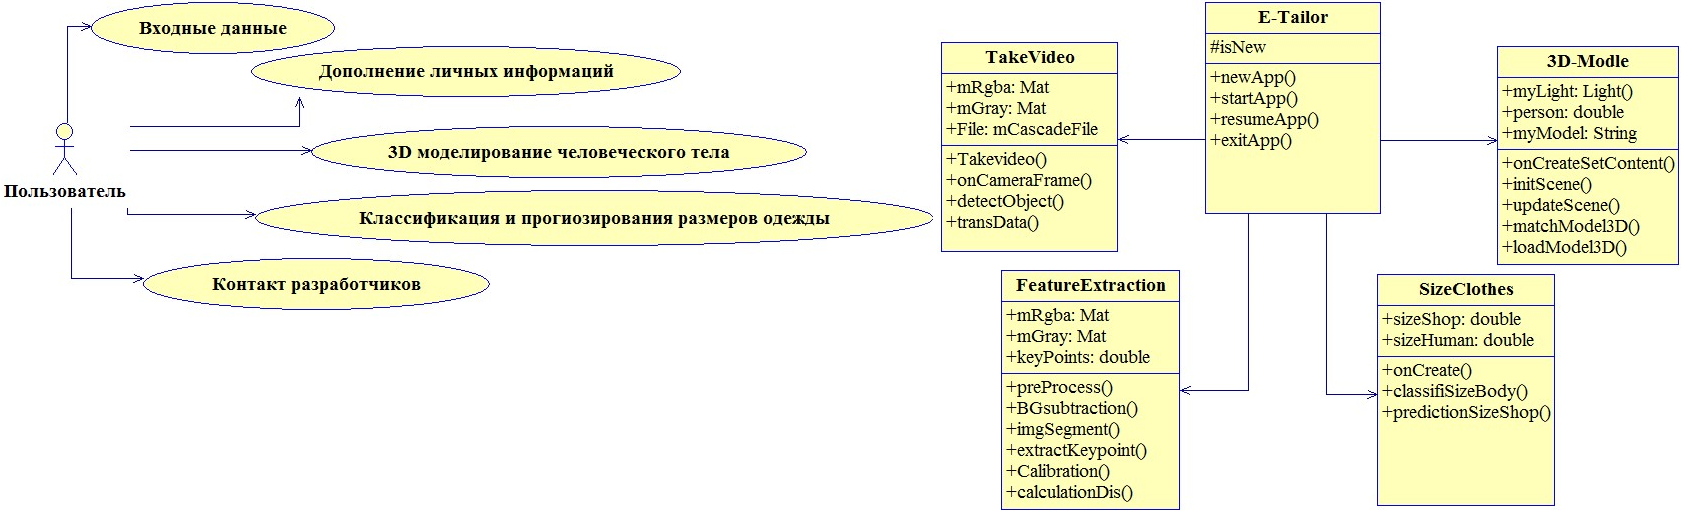 Входные данные
Дополнение личных информаций
3D моделирование человеческого тела
Пользователь
Классификация и прогиозирования размеров одежды
Контакт разработчиков
TakeVideo
+mRgba: Mat
+mGray: Mat
+File: mCascadeFile
+Takevideo()
+onCameraFrame()
+detectObject()
+transData()
E-Tailor
#isNew
+newApp()
+startApp()
+resumeApp()
+exitApp()
3D-Modle
+myLight: Light()
+person: double
+myModel: String
+onCreateSetContent()
+initScene()
+updateScene()
+matchModel3D()
+loadModel3D()
FeatureExtraction
+mRgba: Mat
+mGray: Mat
+keyPoints: double
+preProcess()
+BGsubtraction()
+imgSegment()
+extractKeypoint()
+Calibration()
+calculationDis()
SizeClothes
+sizeShop: double
+sizeHuman: double
+onCreate()
+classifiSizeBody()
+predictionSizeShop()